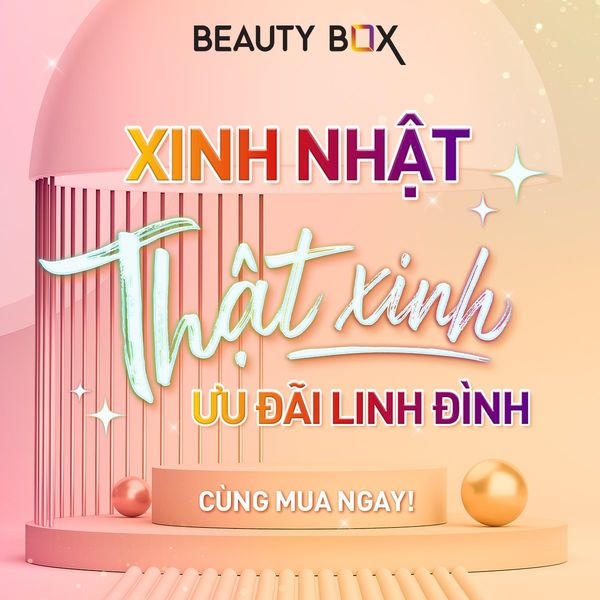 BEAUTY BOX
XINH NHẬT
Thật xinh
ƯU ĐÃI LINH ĐÌNH
CÙNG MUA NGAY!